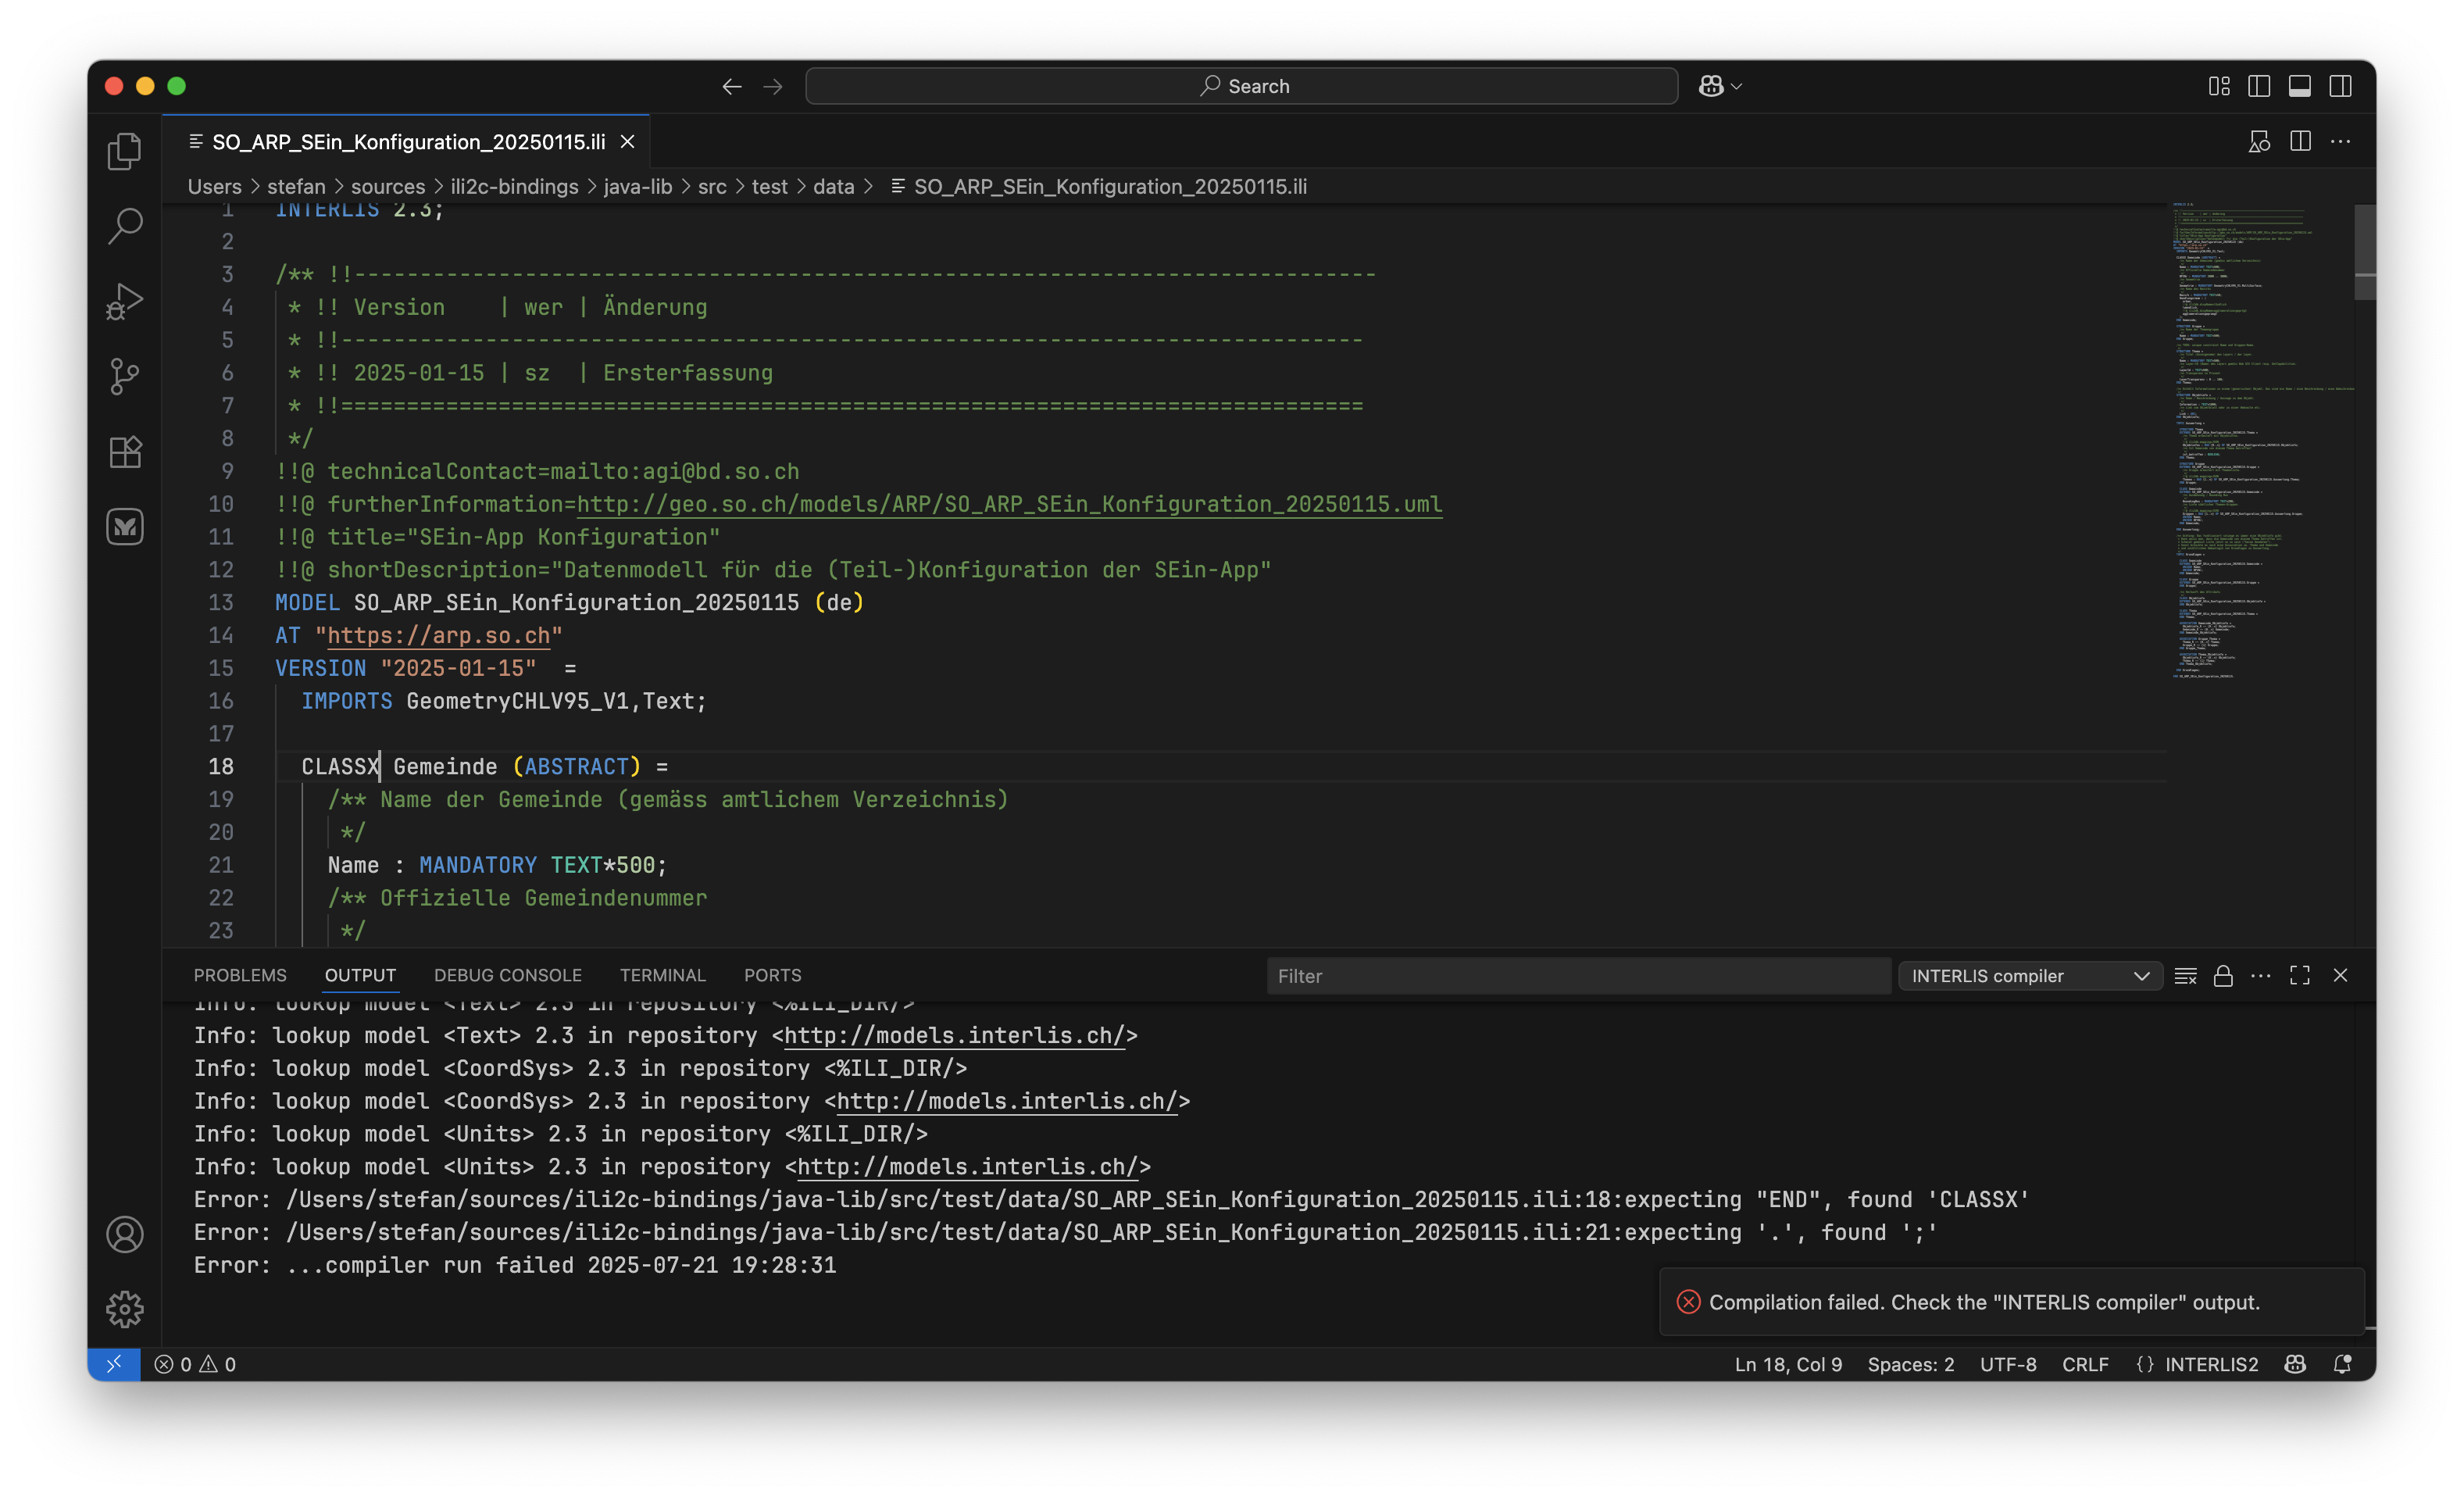 Search
SO_ARP_SEin_Konfiguration_20250115.ili
Users > stefan > sources > ili2c-bindings > java-lib > src > test > data > SO_ARP_SEin_Konfiguration_20250115.ili
1 INTERLIS 2.3;
2
3 /** !!------------------------------------------------------------------------------
4 * !! Version    | wer | Änderung
5 * !!------------------------------------------------------------------------------
6 * !! 2025-01-15 | sz  | Ersterfassung
7 * !!==============================================================================
8 */
9 !!@ technicalContact=mailto:agi@bd.so.ch
10 !!@ furtherInformation=http://geo.so.ch/models/ARP/SO_ARP_SEin_Konfiguration_20250115.uml
11 !!@ title="SEin-App Konfiguration"
12 !!@ shortDescription="Datenmodell für die (Teil-)Konfiguration der SEin-App"
13 MODEL SO_ARP_SEin_Konfiguration_20250115 (de)
14 AT "https://arp.so.ch"
15 VERSION "2025-01-15"  =
16 IMPORTS GeometryCHLV95_V1,Text;
17
18 CLASSX Gemeinde (ABSTRACT) =
19 /** Name der Gemeinde (gemäss amtlichem Verzeichnis)
20 */
21 Name : MANDATORY TEXT*500;
22 /** Offizielle Gemeindenummer
23 */
PROBLEMS OUTPUT DEBUG CONSOLE TERMINAL PORTS Filter INTERLIS compiler
Info: lookup model <Text> 2.3 in repository <%ILI_DIR/>
Info: lookup model <Text> 2.3 in repository <http://models.interlis.ch/>
Info: lookup model <CoordSys> 2.3 in repository <%ILI_DIR/>
Info: lookup model <CoordSys> 2.3 in repository <http://models.interlis.ch/>
Info: lookup model <Units> 2.3 in repository <%ILI_DIR/>
Info: lookup model <Units> 2.3 in repository <http://models.interlis.ch/>
Error: /Users/stefan/sources/ili2c-bindings/java-lib/src/test/data/SO_ARP_SEin_Konfiguration_20250115.ili:18:expecting "END", found 'CLASSX'
Error: /Users/stefan/sources/ili2c-bindings/java-lib/src/test/data/SO_ARP_SEin_Konfiguration_20250115.ili:21:expecting '.', found ';'
Error: ...compiler run failed 2025-07-21 19:28:31
Compilation failed. Check the "INTERLIS compiler" output.
0 0 Ln 18, Col 9 Spaces: 2 UTF-8 CRLF {} INTERLIS2